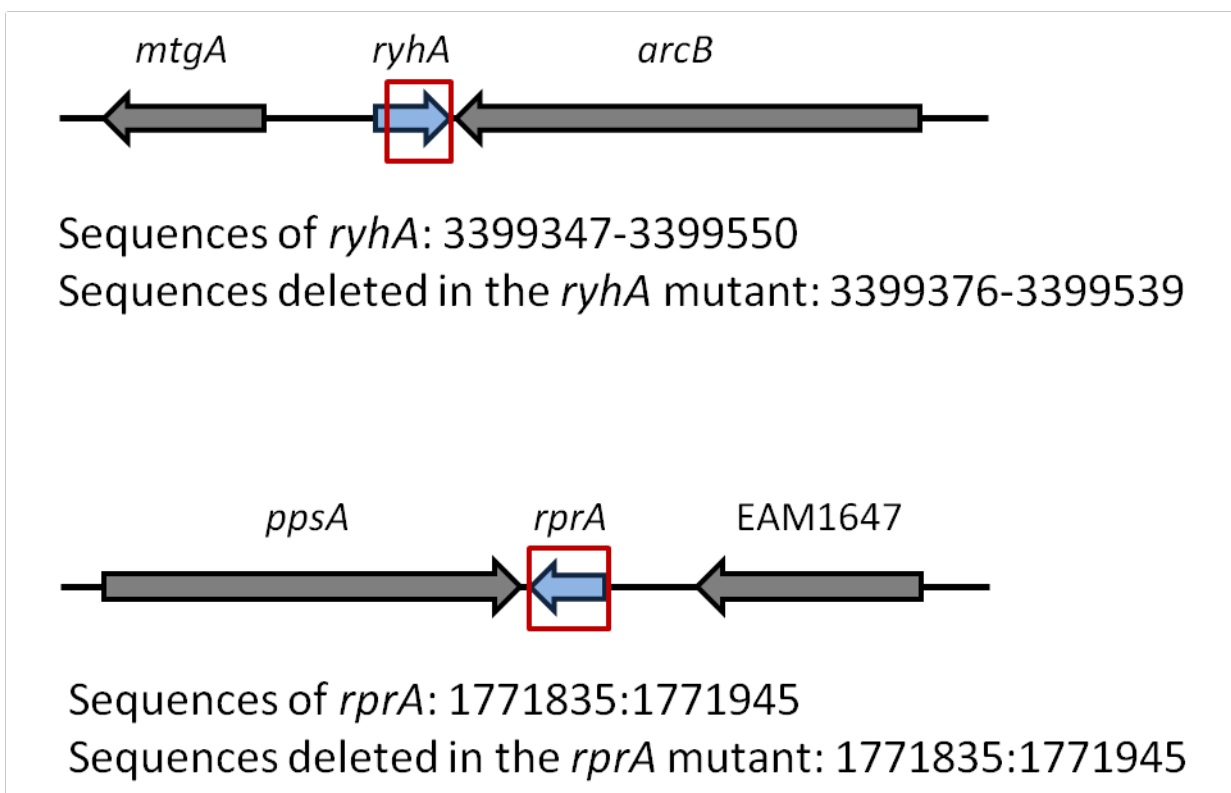 mtgA ryhA arcB
Sequences of ryhA: 3399347-3399550
Sequences deleted in the ryhA mutant: 3399376-3399539
ppsA rprA EAM1647
Sequences of rprA: 1771835:1771945
Sequences deleted in the rprA mutant: 1771835:1771945